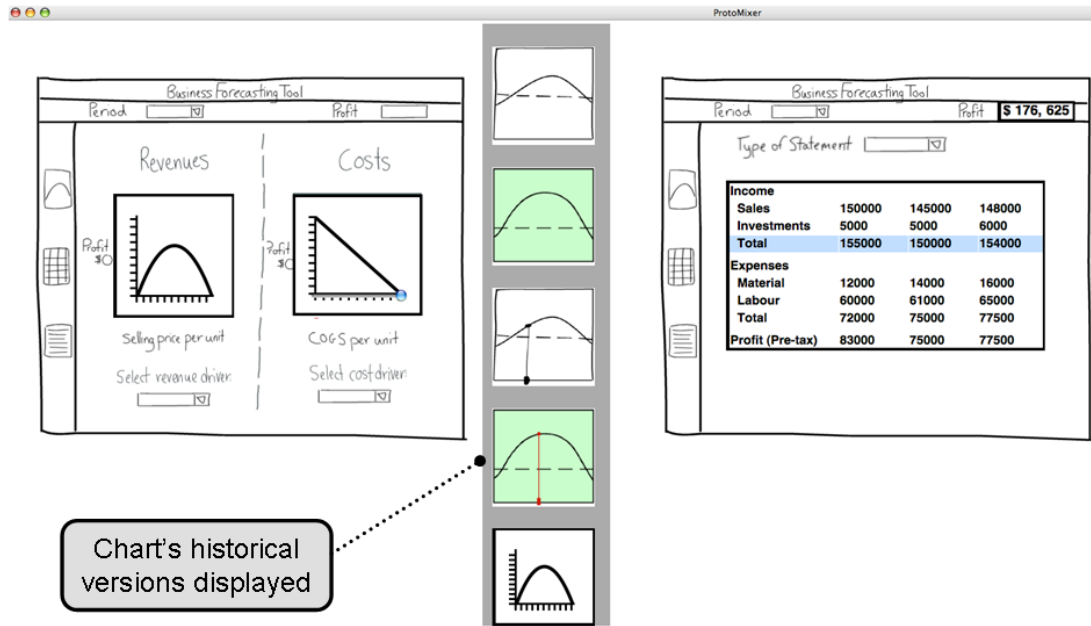 ProtoMixer
Business Forecasting Tool
Period
Profit
Revenues
Costs
Profit
$0
Profit
$0
Selling price per unit
COGS per unit
Select revenue driver:
Select cost driver:
Chart's historical
versions displayed
Business Forecasting Tool
Period
Profit $ 176, 625
Type of Statement
Income
Sales 150000 145000 148000
Investments 5000 5000 6000
Total 155000 150000 154000
Expenses
Material 12000 14000 16000
Labour 60000 61000 65000
Total 72000 75000 77500
Profit (Pre-tax) 83000 75000 77500